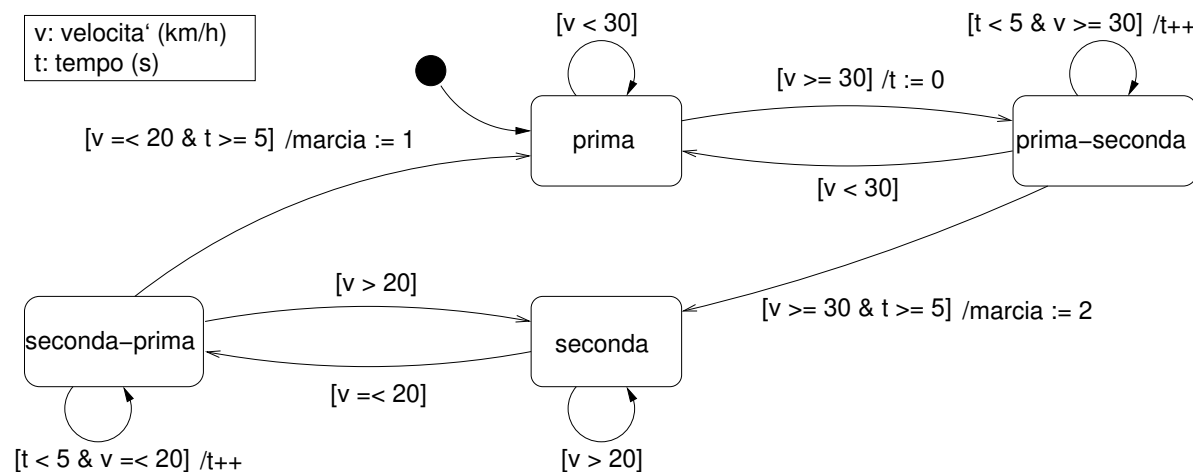 v: velocita‘ (km/h)
t: tempo (s)
[v < 30]
[t < 5 & v >= 30] /t++
[v >= 30] /t := 0
[v =< 20 & t >= 5] /marcia := 1
prima
prima−seconda
[v < 30]
[v > 20]
[v >= 30 & t >= 5] /marcia := 2
seconda−prima
seconda
[v =< 20]
[t < 5 & v =< 20] /t++
[v > 20]